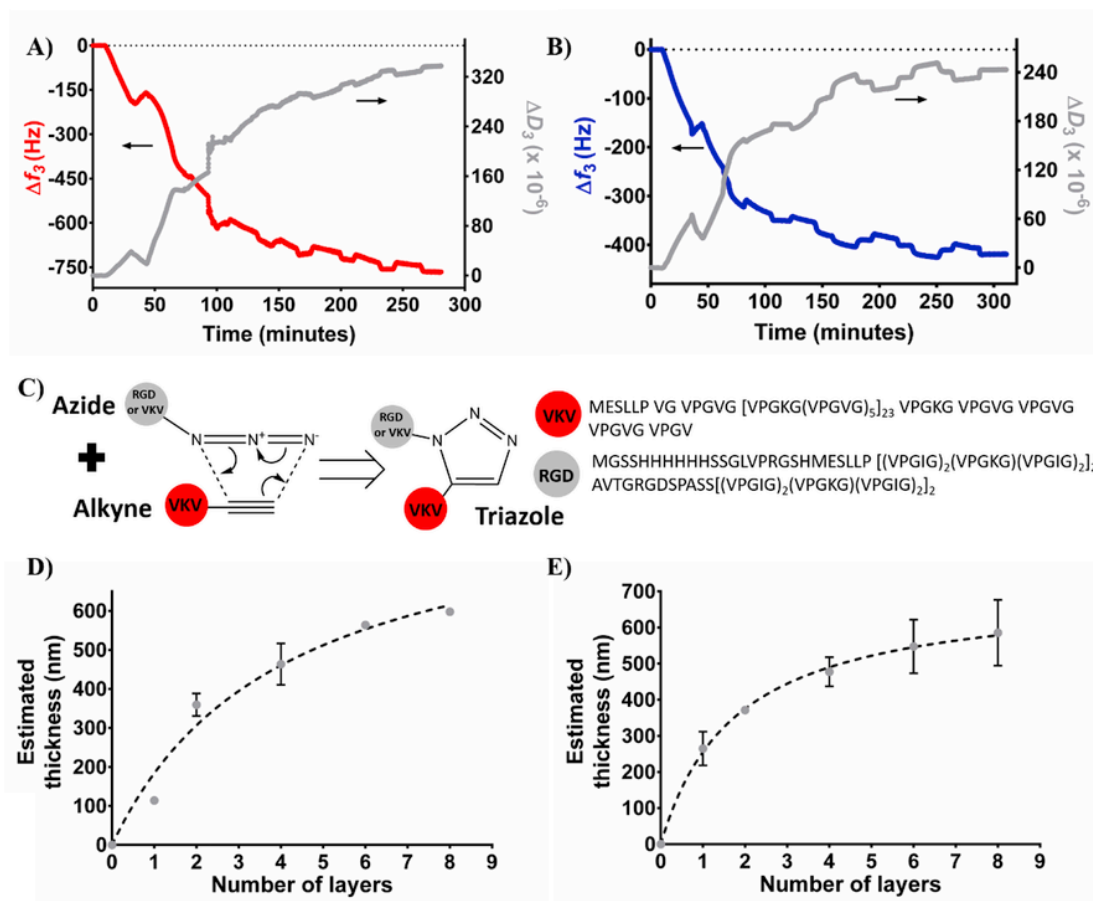 A)
0
-150
-300
-450
-600
-750
Δf3 (Hz)
320
240
160
80
0
ΔD3 (x 10-6)
0 50 100 150 200 250 300
Time (minutes)
B)
0
-100
-200
-300
-400
Δf3 (Hz)
240
180
120
60
0
ΔD3 (x 10-6)
0 50 100 150 200 250 300
Time (minutes)
C)
Azide
RGD
or VKV
N N+ N-
Alkyne
VKV
RGD
or VKV
N
N
N
VKV
Triazole
VKV
MESLLP VG VPGVG [VPGKG(VPGVG)5]23 VPGKG VPGVG VPGVG
VPGVG VPGV
RGD
MGSSHHHHHHSSGLVPRGSHMESLLP [(VPGIG)2(VPGKG)(VPGIG)2]2
AVTGRGDSPASS[(VPGIG)2(VPGKG)(VPGIG)2]2
D)
600
500
400
300
200
100
0
Estimated
thickness (nm)
0 1 2 3 4 5 6 7 8 9
Number of layers
E)
700
600
500
400
300
200
100
0
Estimated
thickness (nm)
0 1 2 3 4 5 6 7 8 9
Number of layers